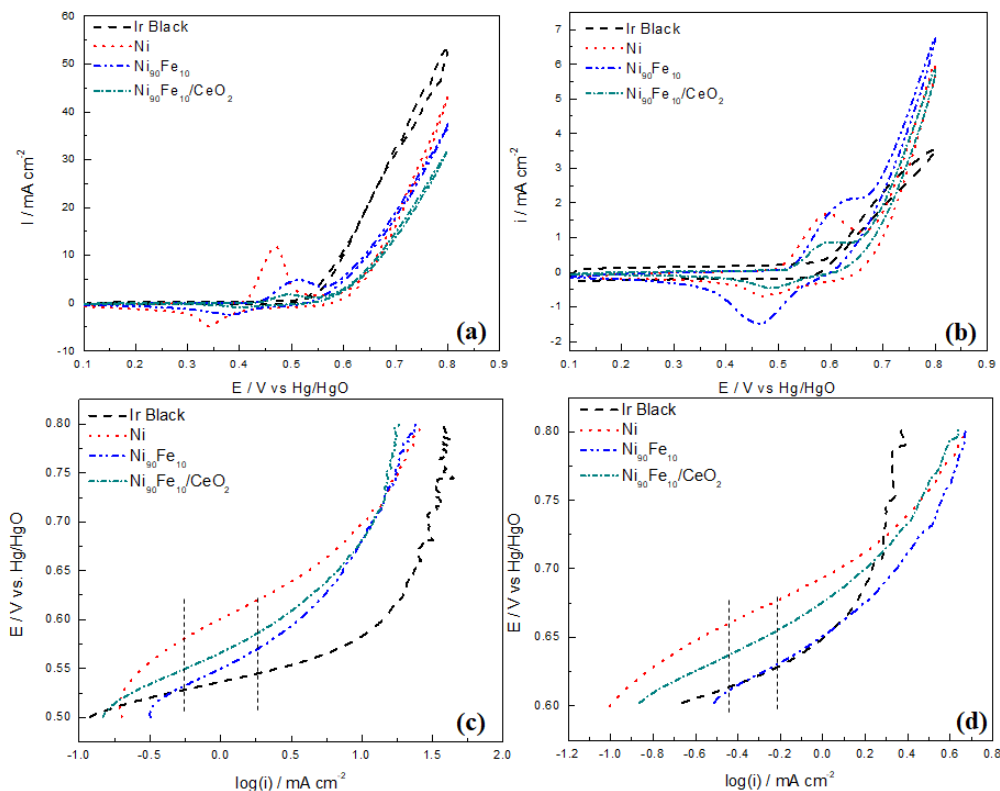 (a)
Ir Black
Ni
Ni90Fe10
Ni90Fe10/CeO2
60
50
40
30
20
10
0
-10
I / mA cm-2
0.1 0.2 0.3 0.4 0.5 0.6 0.7 0.8 0.9
E / V vs Hg/HgO
(b)
Ir Black
Ni
Ni90Fe10
Ni90Fe10/CeO2
7
6
5
4
3
2
1
0
-1
-2
i / mA cm-2
0.1 0.2 0.3 0.4 0.5 0.6 0.7 0.8 0.9
E / V vs Hg/HgO
(c)
Ir Black
Ni
Ni90Fe10
Ni90Fe10/CeO2
0.80
0.75
0.70
0.65
0.60
0.55
0.50
E / V vs. Hg/HgO
-1.0 -0.5 0.0 0.5 1.0 1.5 2.0
log(i) / mA cm-2
(d)
Ir Black
Ni
Ni90Fe10
Ni90Fe10/CeO2
0.80
0.75
0.70
0.65
0.60
E / V vs Hg/HgO
-1.2 -1.0 -0.8 -0.6 -0.4 -0.2 0.0 0.2 0.4 0.6 0.8
log(i) / mA cm-2